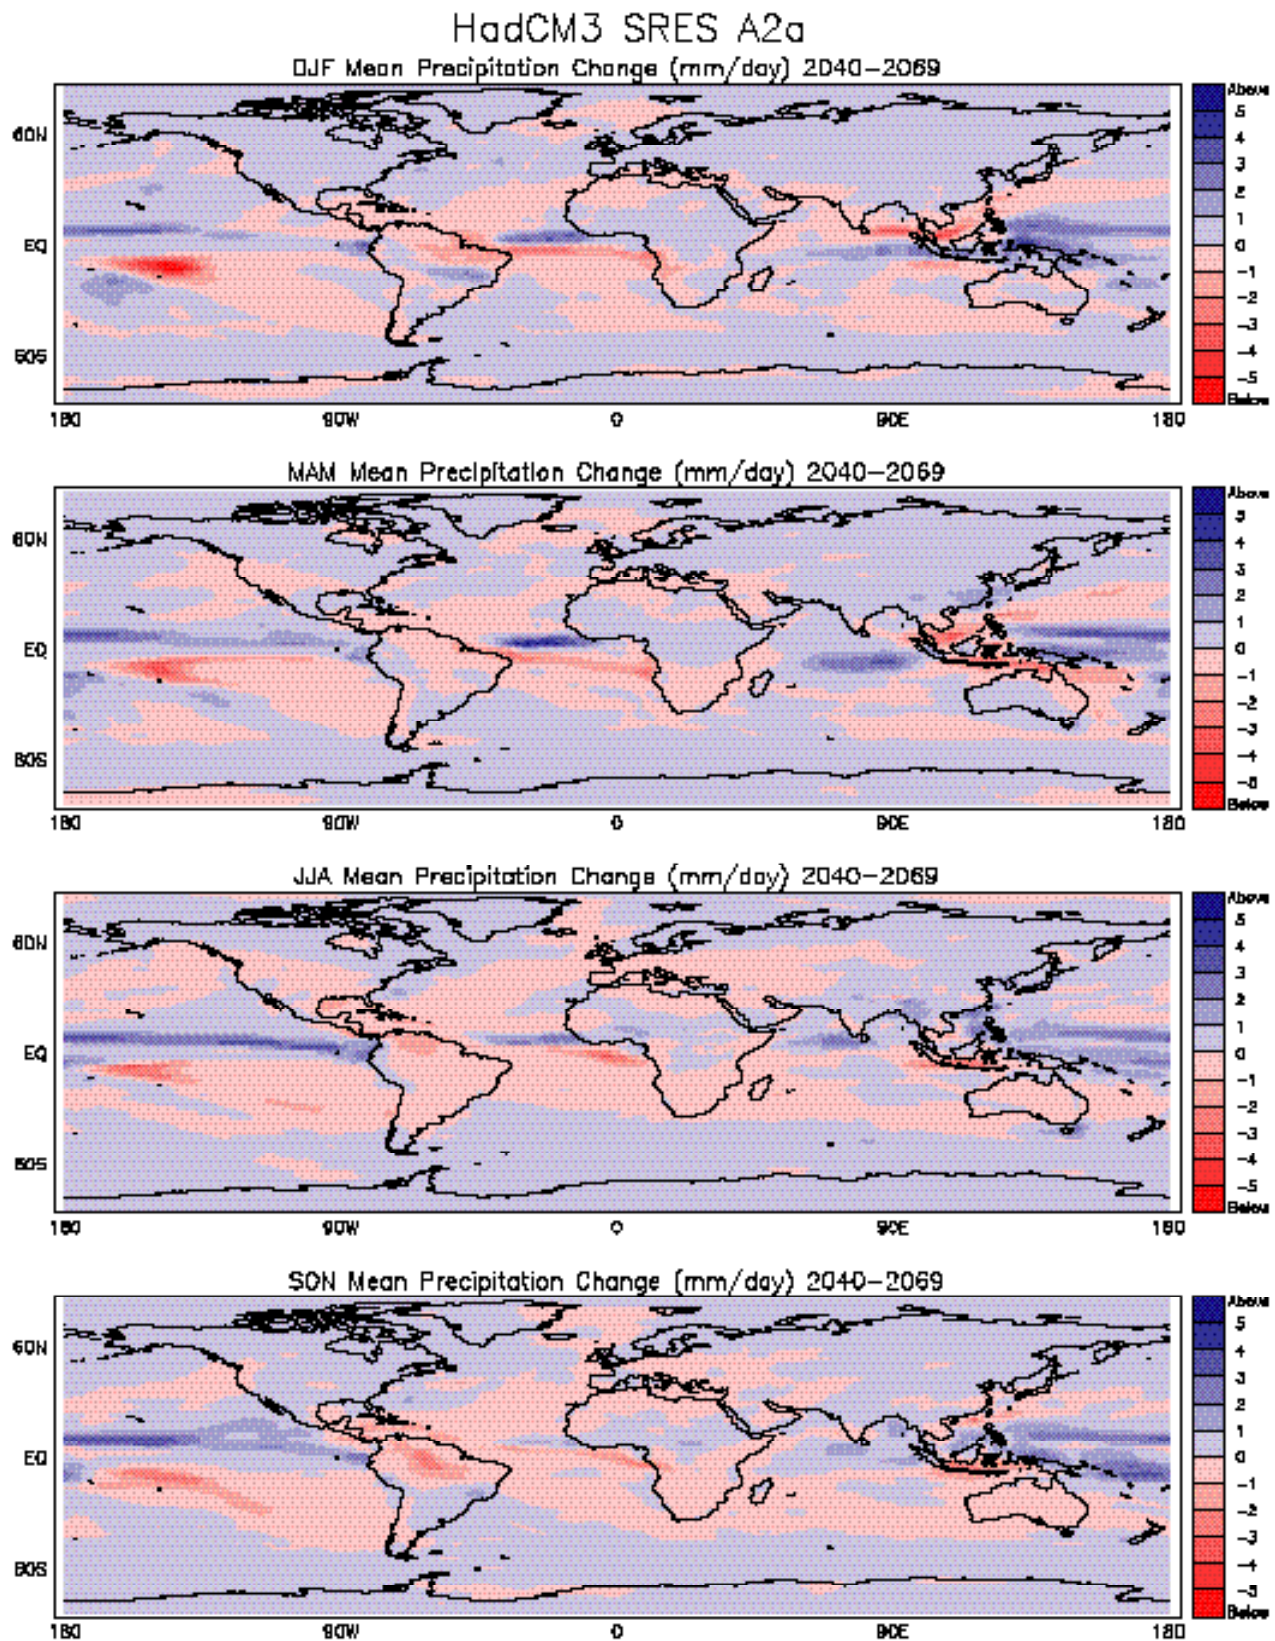 HadCM3 SRES A2a
DJF Mean Precipitation Change (mm/day) 2040-2069
Above
5
4
3
2
1
0
-1
-2
-3
-4
-5
Below
60N
EQ
60S
180 90W 0 90E 180
MAM Mean Precipitation Change (mm/day) 2040-2069
Above
5
4
3
2
1
0
-1
-2
-3
-4
-5
Below
60N
EQ
60S
180 90W 0 90E 180
JJA Mean Precipitation Change (mm/day) 2040-2069
Above
5
4
3
2
1
0
-1
-2
-3
-4
-5
Below
60N
EQ
60S
180 90W 0 90E 180
SON Mean Precipitation Change (mm/day) 2040-2069
Above
5
4
3
2
1
0
-1
-2
-3
-4
-5
Below
60N
EQ
60S
180 90W 0 90E 180